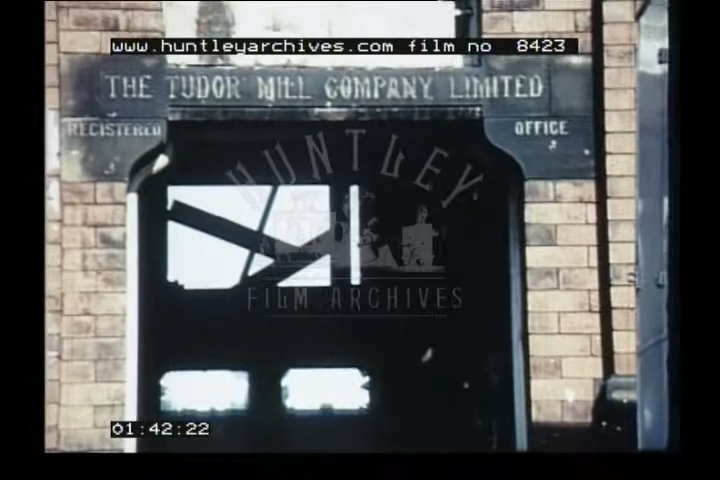 www.huntleyarchives.com film no 8423
THE TUDOR MILL COMPANY LIMITED
REGISTERED OFFICE
HUNTLEY
FILM ARCHIVES
01:42:22